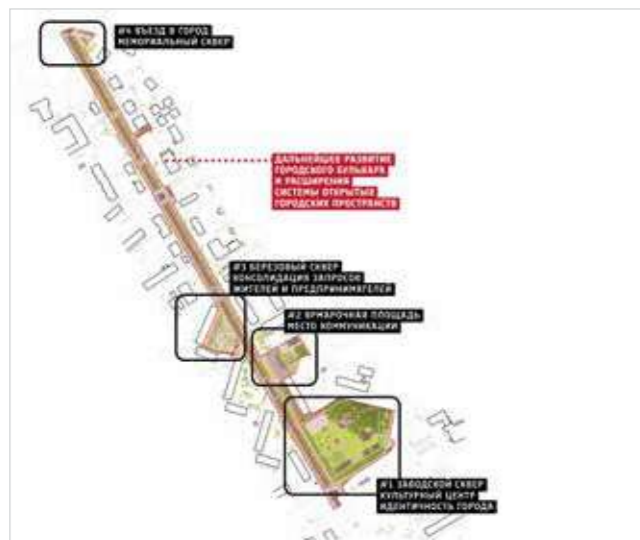 #4 ВЪЕЗД В ГОРОД
МЕМОРИАЛЬНЫЙ СКВЕР
ДАЛЬНЕЙШЕЕ РАЗВИТИЕ
ГОРОДСКОГО БУЛЬВАРА
И РАСШИРЕНИЯ
СИСТЕМЫ ОТКРЫТЫХ
ГОРОДСКИХ ПРОСТРАНСТВ
#3 БЕРЕЗОВЫЙ СКВЕР
КОНСОЛИДАЦИЯ ЗАПРОСОВ
ЖИТЕЛЕЙ И ПРЕДПРИНИМАТЕЛЕЙ
#2 ЯРМАРОЧНАЯ ПЛОЩАДЬ
МЕСТО КОММУНИКАЦИИ
#1 ЗАВОДСКОЙ СКВЕР
КУЛЬТУРНЫЙ ЦЕНТР
ИДЕНТИЧНОСТЬ ГОРОДА